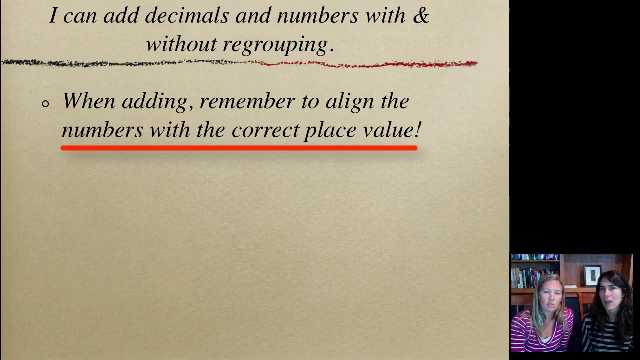 I can add decimals and numbers with &
without regrouping.
When adding, remember to align the
numbers with the correct place value!